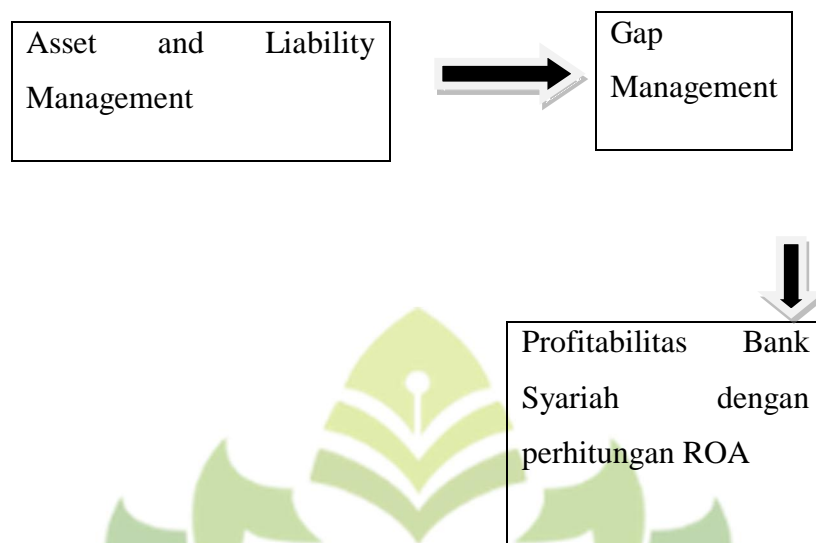 Asset and Liability
Management
Gap
Management
Profitabilitas Bank
Syariah dengan
perhitungan ROA